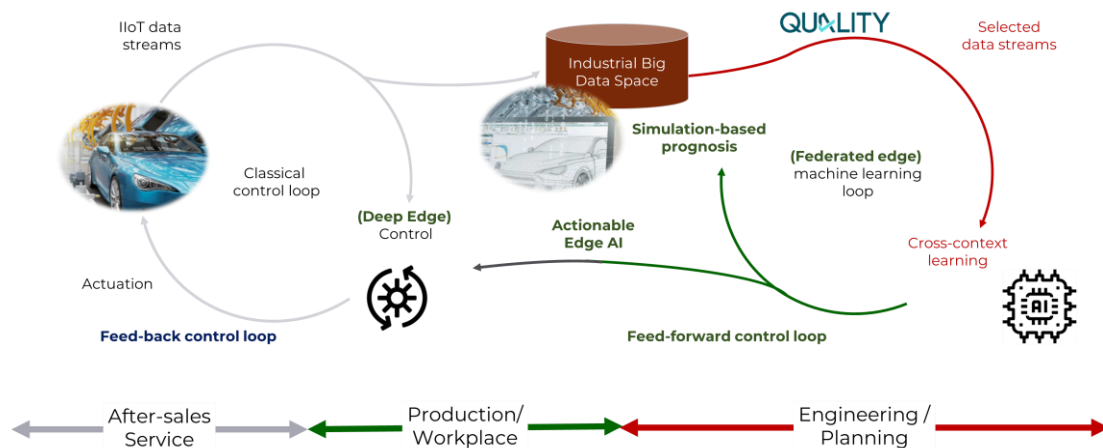 IIoT data
streams
QU∞LITY
Selected
data streams
Industrial Big
Data Space
Simulation-based
prognosis
(Federated edge)
machine learning
loop
Classical
control loop
(Deep Edge)
Control
Actionable
Edge AI
Cross-context
learning
AI
Actuation
Feed-back control loop
Feed-forward control loop
After-sales
Service
Production/
Workplace
Engineering /
Planning